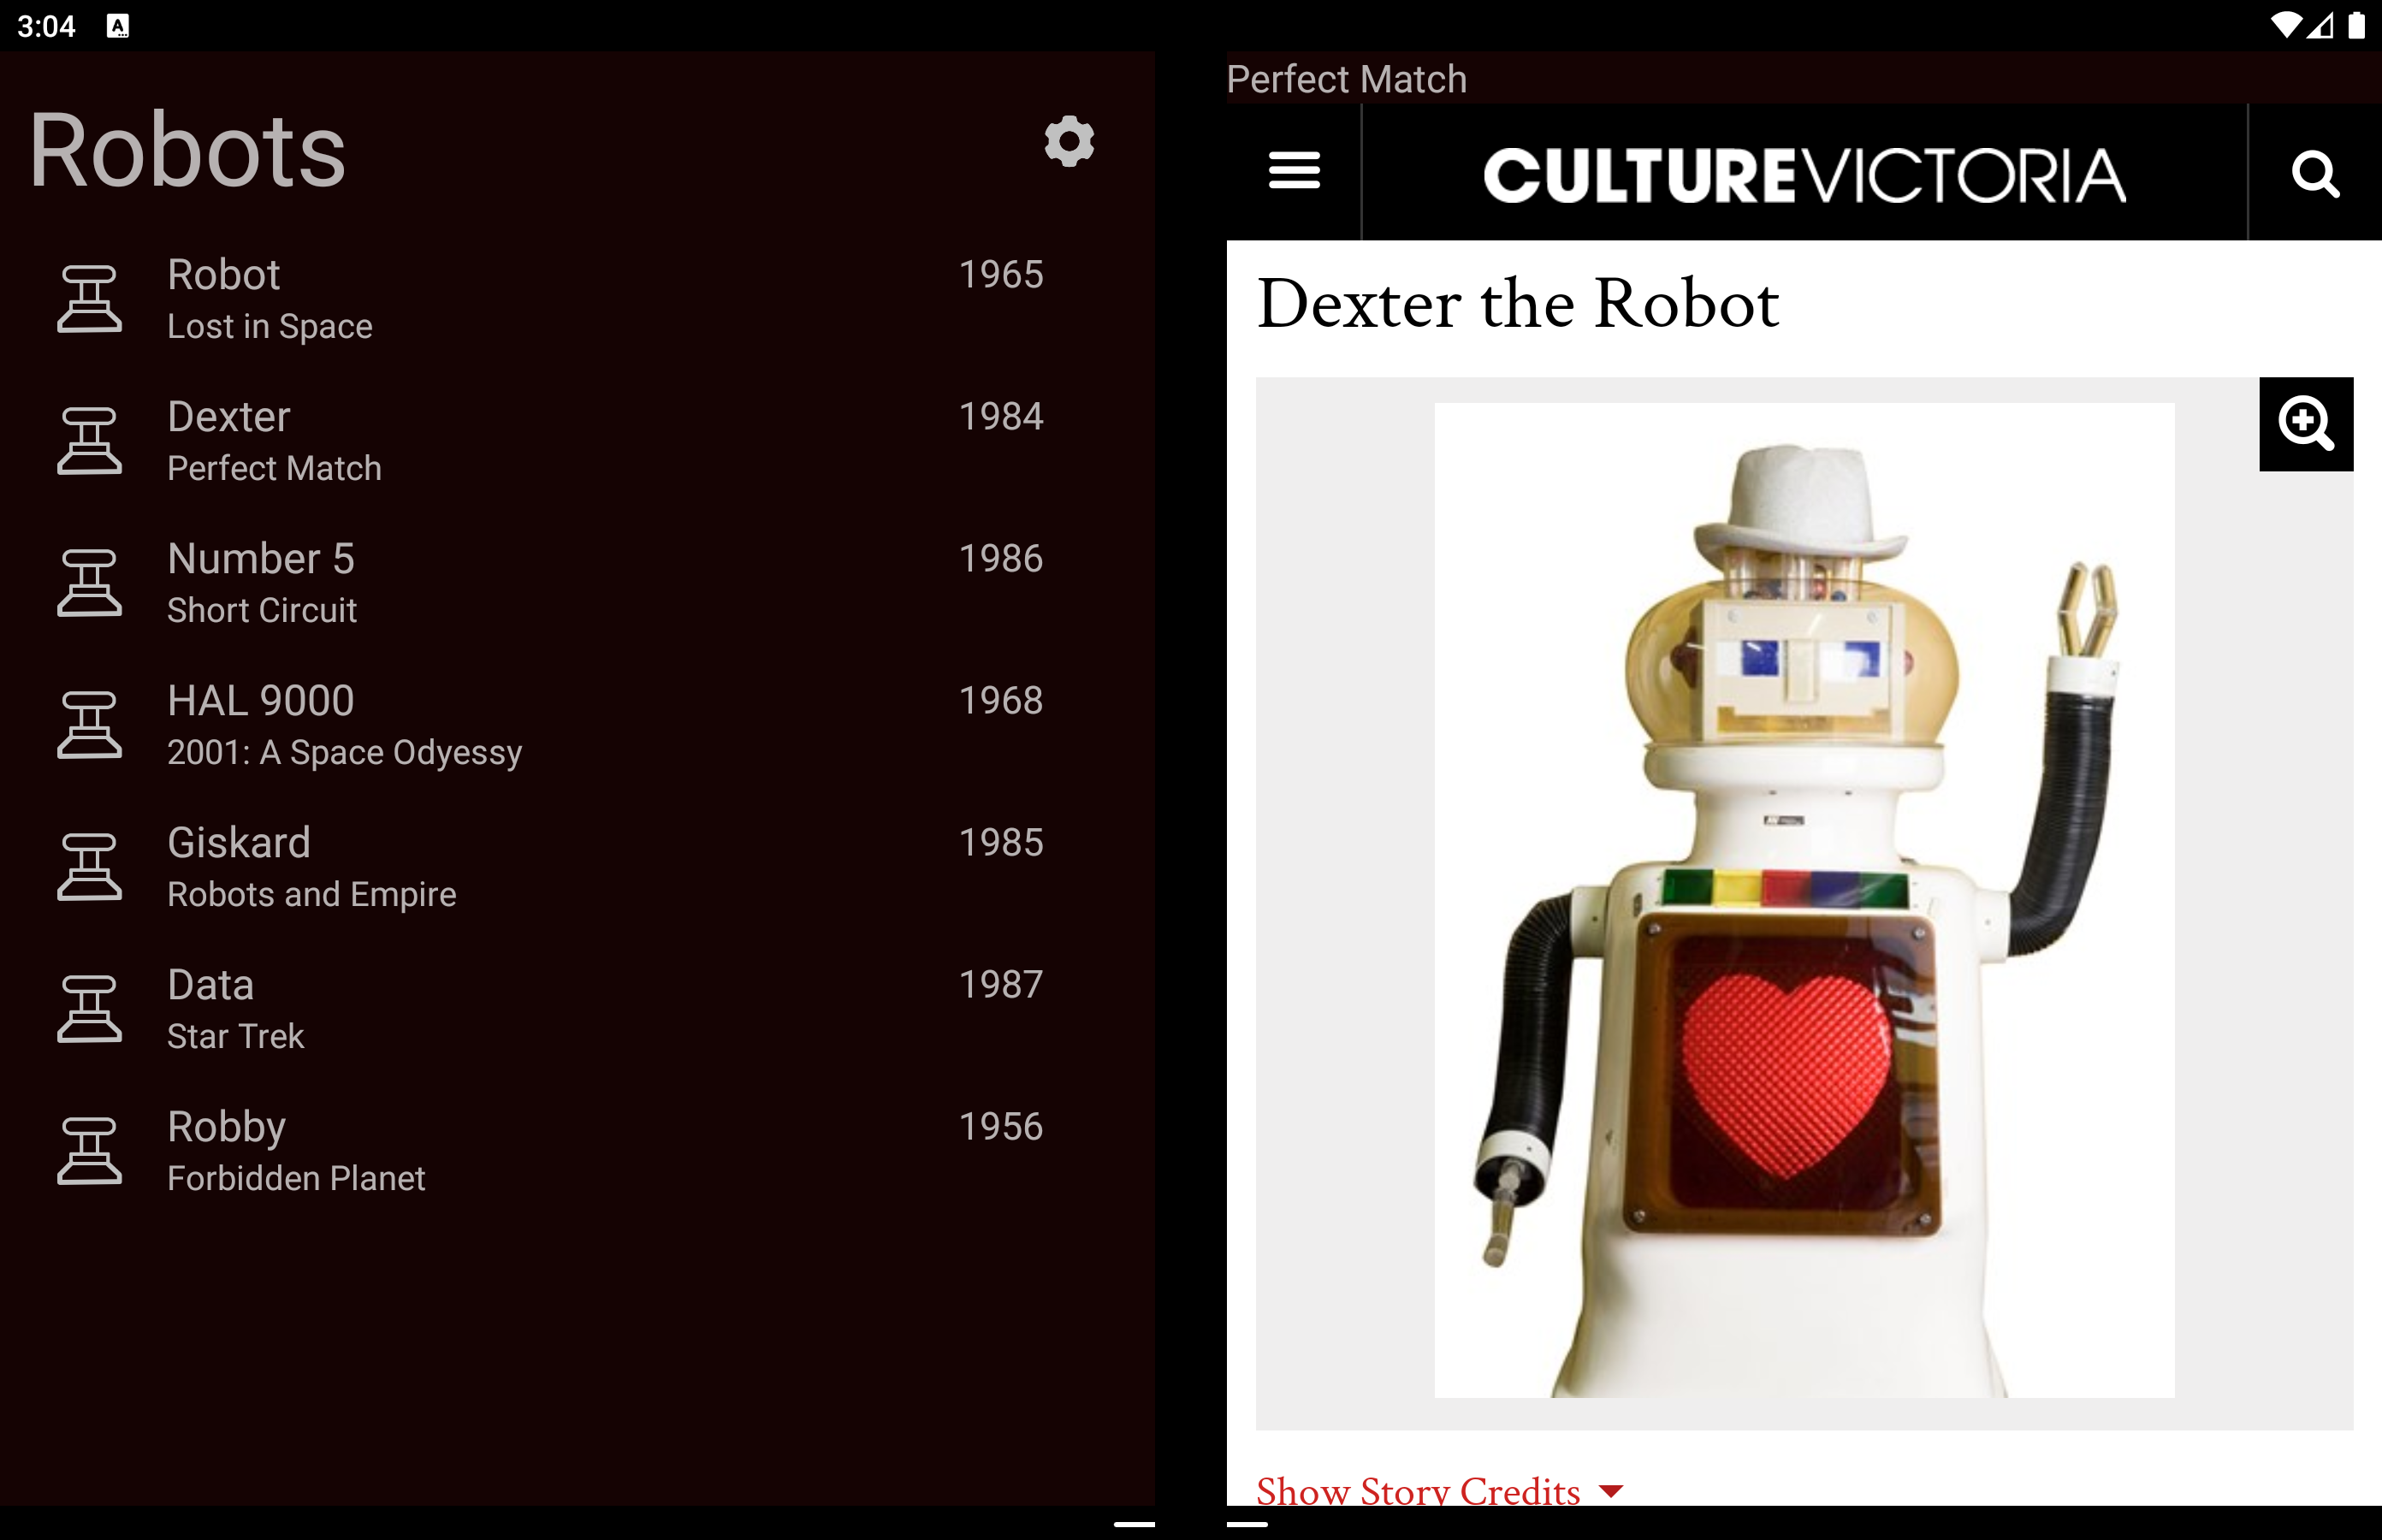 3:04
Robots
Robot 1965
Lost in Space
Dexter 1984
Perfect Match
Number 5 1986
Short Circuit
HAL 9000 1968
2001: A Space Odyessy
Giskard 1985
Robots and Empire
Data 1987
Star Trek
Robby 1956
Forbidden Planet
Perfect Match
CULTUREVICTORIA
Dexter the Robot
Show Story Credits